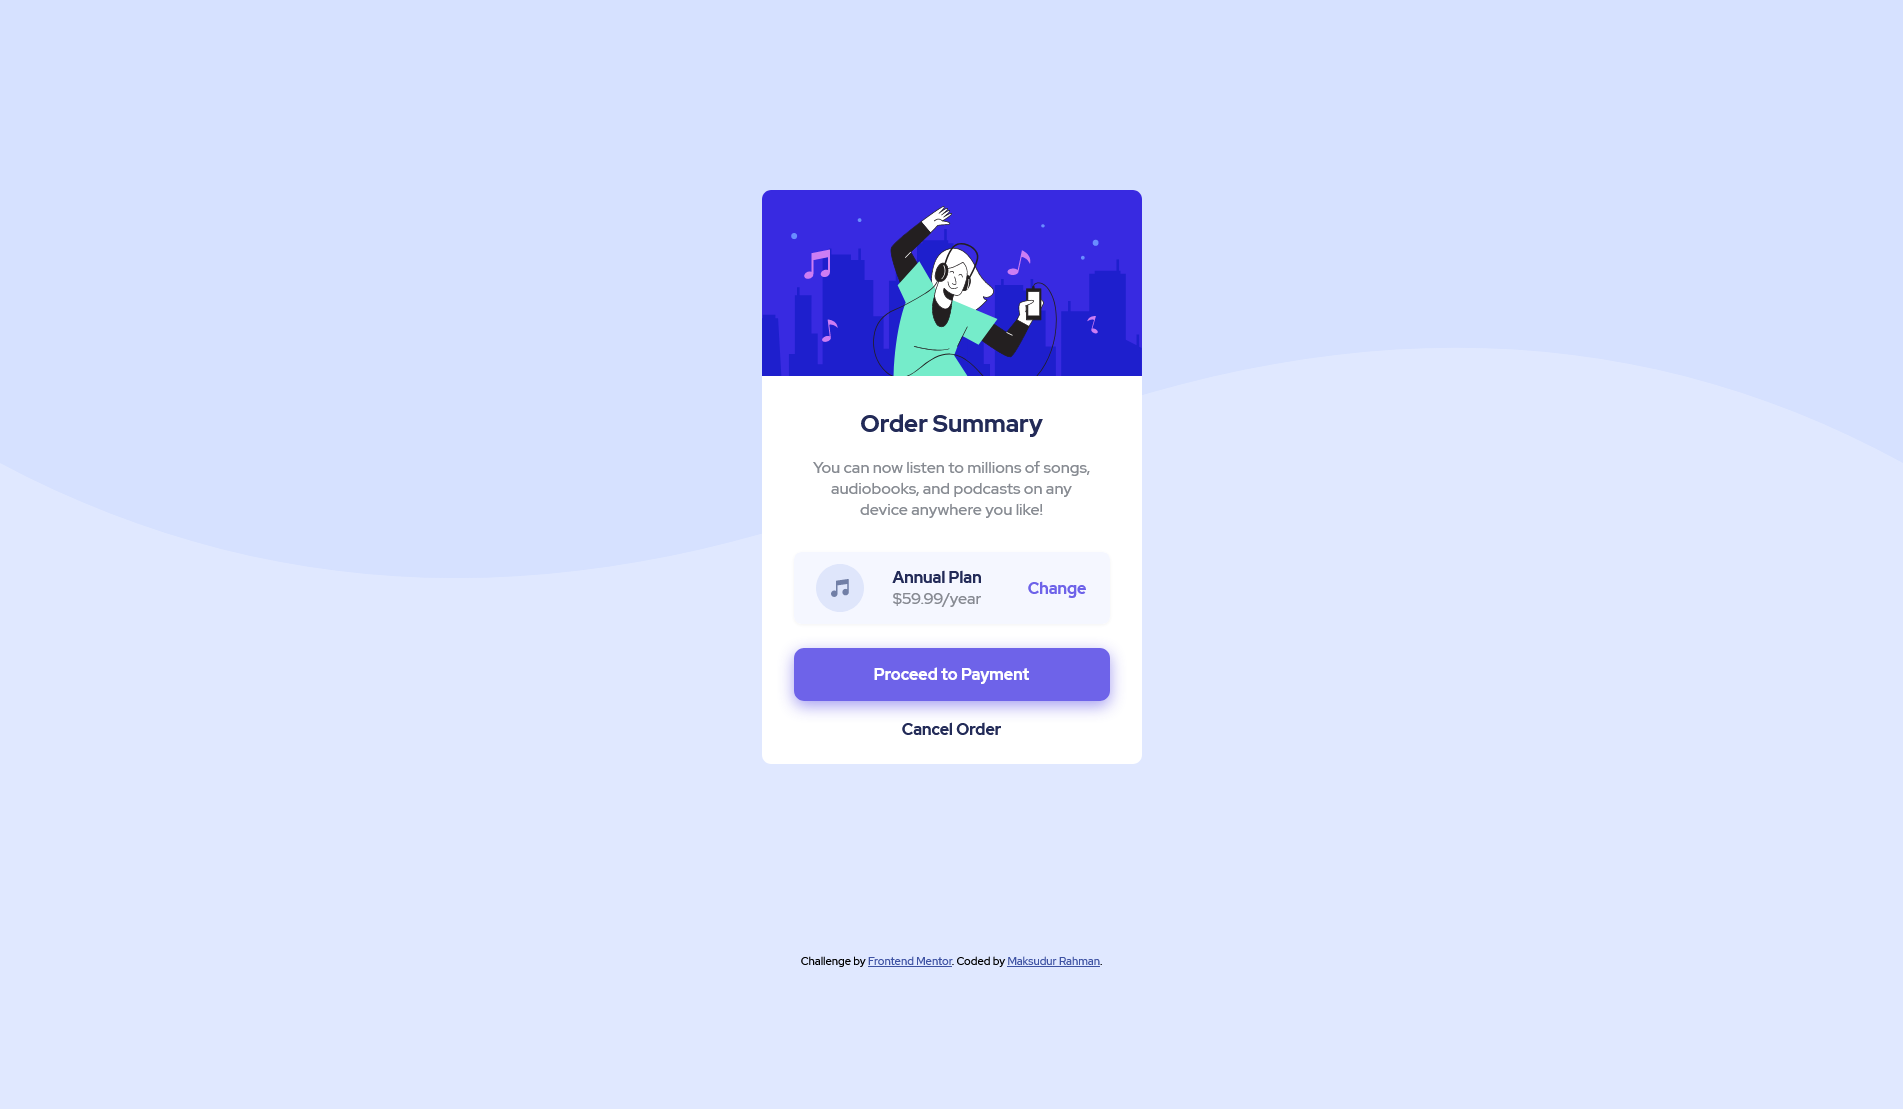 Order Summary
You can now listen to millions of songs,
audiobooks, and podcasts on any
device anywhere you like!
Annual Plan
$59.99/year
Change
Proceed to Payment
Cancel Order
Challenge by Frontend Mentor. Coded by Maksudur Rahman.